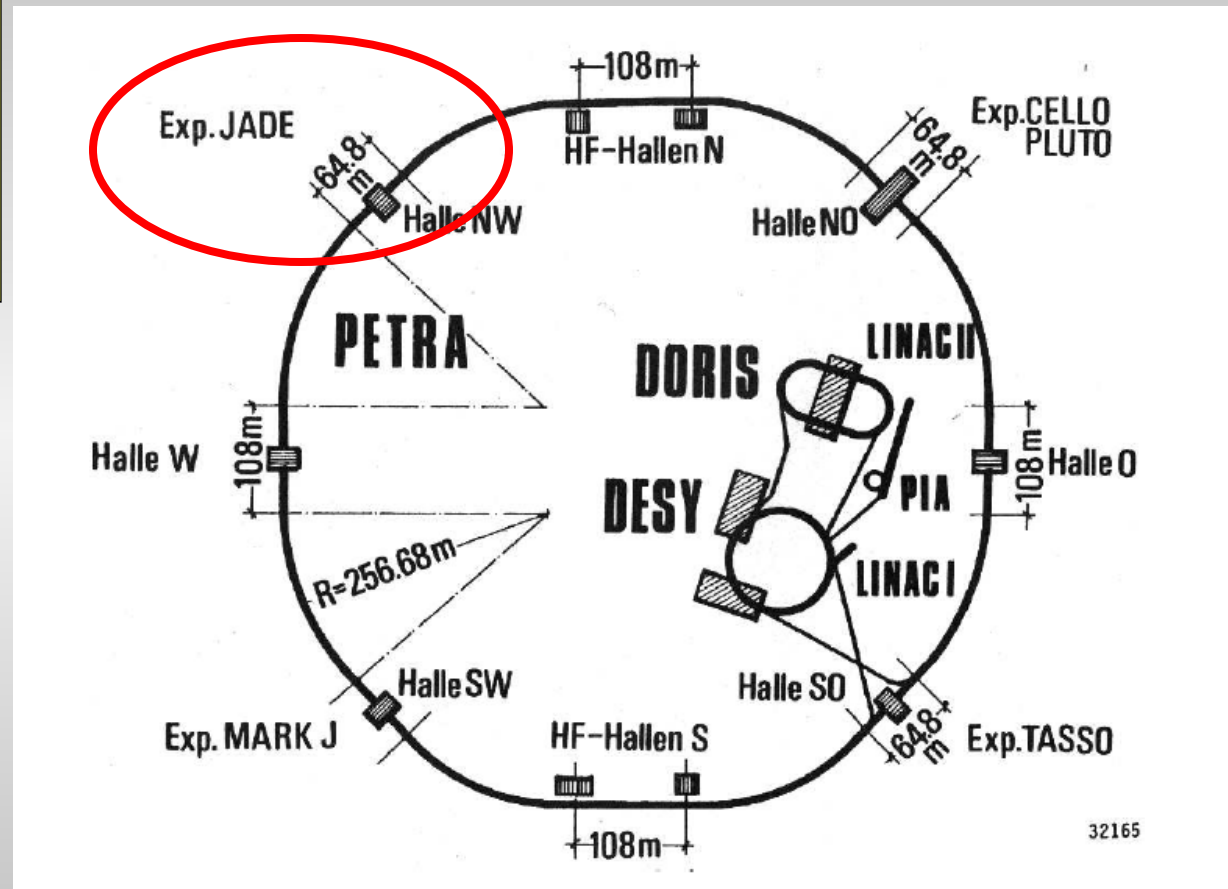 108m
Exp. JADE
64.8
m
HF-Hallen N
Halle NW
Exp. CELLO
PLUTO
64.8
m
Halle NO
PETRA
DORIS
LINAC II
Halle W
108m
108m
Halle O
DESY
PIA
R=256.68m
LINAC I
Halle SW
Halle SO
Exp. MARK J
HF-Hallen S
64.8
m
Exp. TASSO
108m
32165